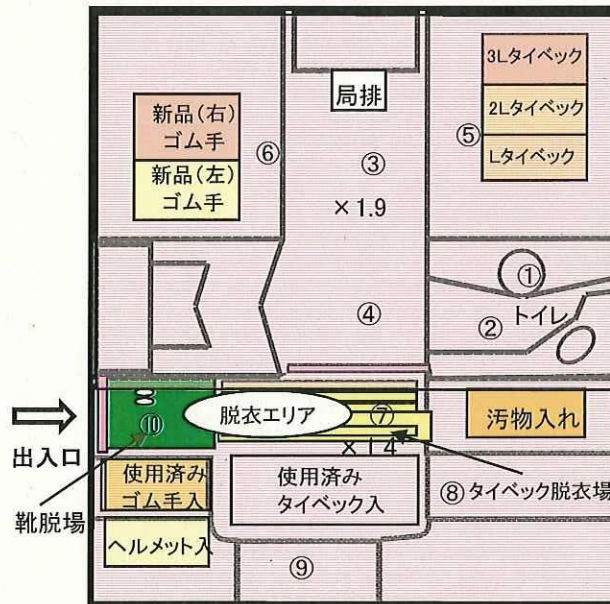 局排
3Lタイベック
2Lタイベック
Lタイベック
新品(右)
ゴム手
新品(左)
ゴム手
⑥
③
⑤
×1.9
①
④
②
トイレ
出入口
⑩
脱衣エリア
⑦
×1.4
汚物入れ
靴脱場
使用済み
ゴム手入
使用済み
タイベック入
⑧タイベック脱衣場
ヘルメット入
⑨